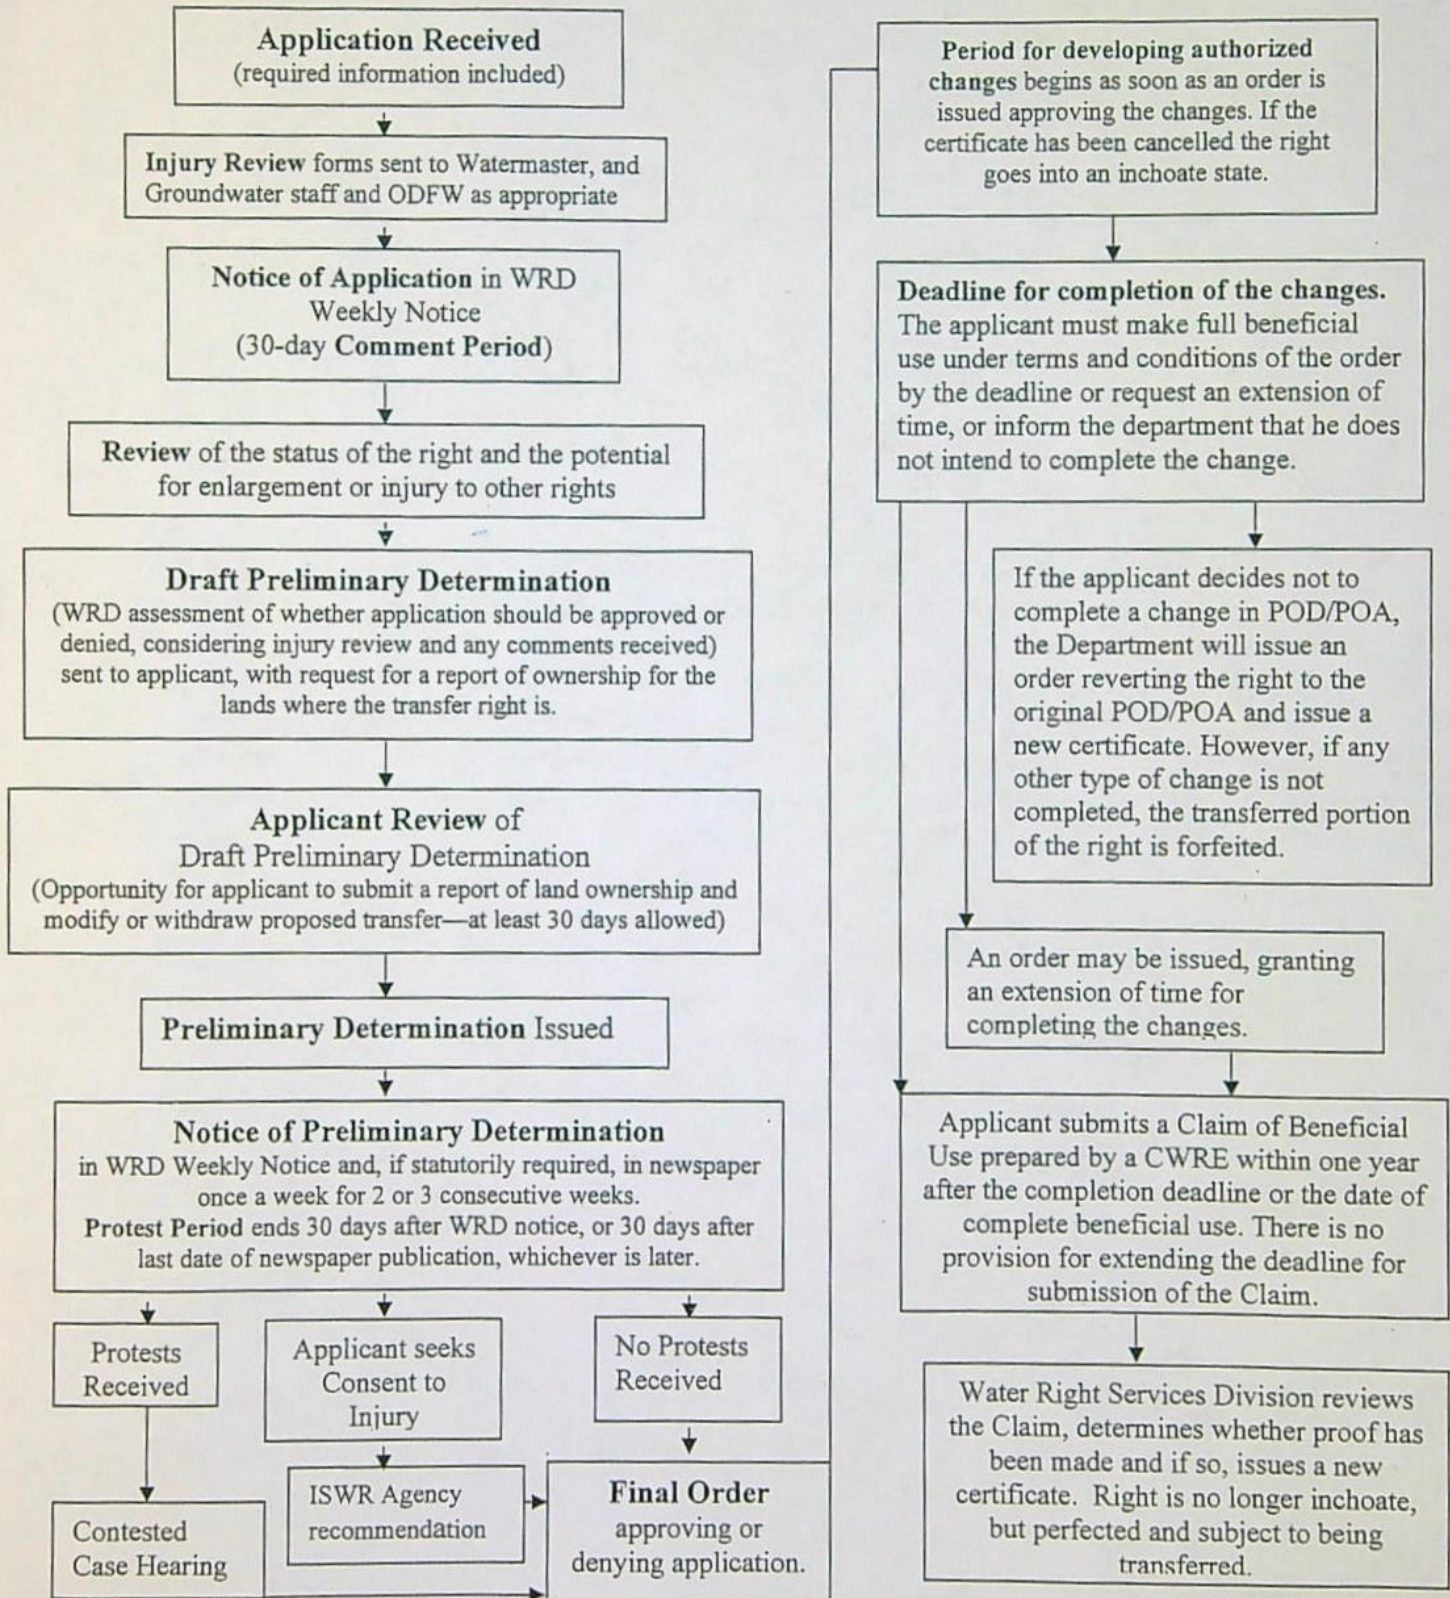 Application Received
(required information included)
Injury Review forms sent to Watermaster, and
Groundwater staff and ODFW as appropriate
Notice of Application in WRD
Weekly Notice
(30-day Comment Period)
Review of the status of the right and the potential
for enlargement or injury to other rights
Draft Preliminary Determination
(WRD assessment of whether application should be approved or
denied, considering injury review and any comments received)
sent to applicant, with request for a report of ownership for the
lands where the transfer right is.
Applicant Review of
Draft Preliminary Determination
(Opportunity for applicant to submit a report of land ownership and
modify or withdraw proposed transfer—at least 30 days allowed)
Preliminary Determination Issued
Notice of Preliminary Determination
in WRD Weekly Notice and, if statutorily required, in newspaper
once a week for 2 or 3 consecutive weeks.
Protest Period ends 30 days after WRD notice, or 30 days after
last date of newspaper publication, whichever is later.
Protests
Received
Applicant seeks
Consent to
Injury
No Protests
Received
Contested
Case Hearing
ISWR Agency
recommendation
Final Order
approving or
denying application.
Period for developing authorized
changes begins as soon as an order is
issued approving the changes. If the
certificate has been cancelled the right
goes into an inchoate state.
Deadline for completion of the changes.
The applicant must make full beneficial
use under terms and conditions of the order
by the deadline or request an extension of
time, or inform the department that he does
not intend to complete the change.
If the applicant decides not to
complete a change in POD/POA,
the Department will issue an
order reverting the right to the
original POD/POA and issue a
new certificate. However, if any
other type of change is not
completed, the transferred portion
of the right is forfeited.
An order may be issued, granting
an extension of time for
completing the changes.
Applicant submits a Claim of Beneficial
Use prepared by a CWRE within one year
after the completion deadline or the date of
complete beneficial use. There is no
provision for extending the deadline for
submission of the Claim.
Water Right Services Division reviews
the Claim, determines whether proof has
been made and if so, issues a new
certificate. Right is no longer inchoate,
but perfected and subject to being
transferred.